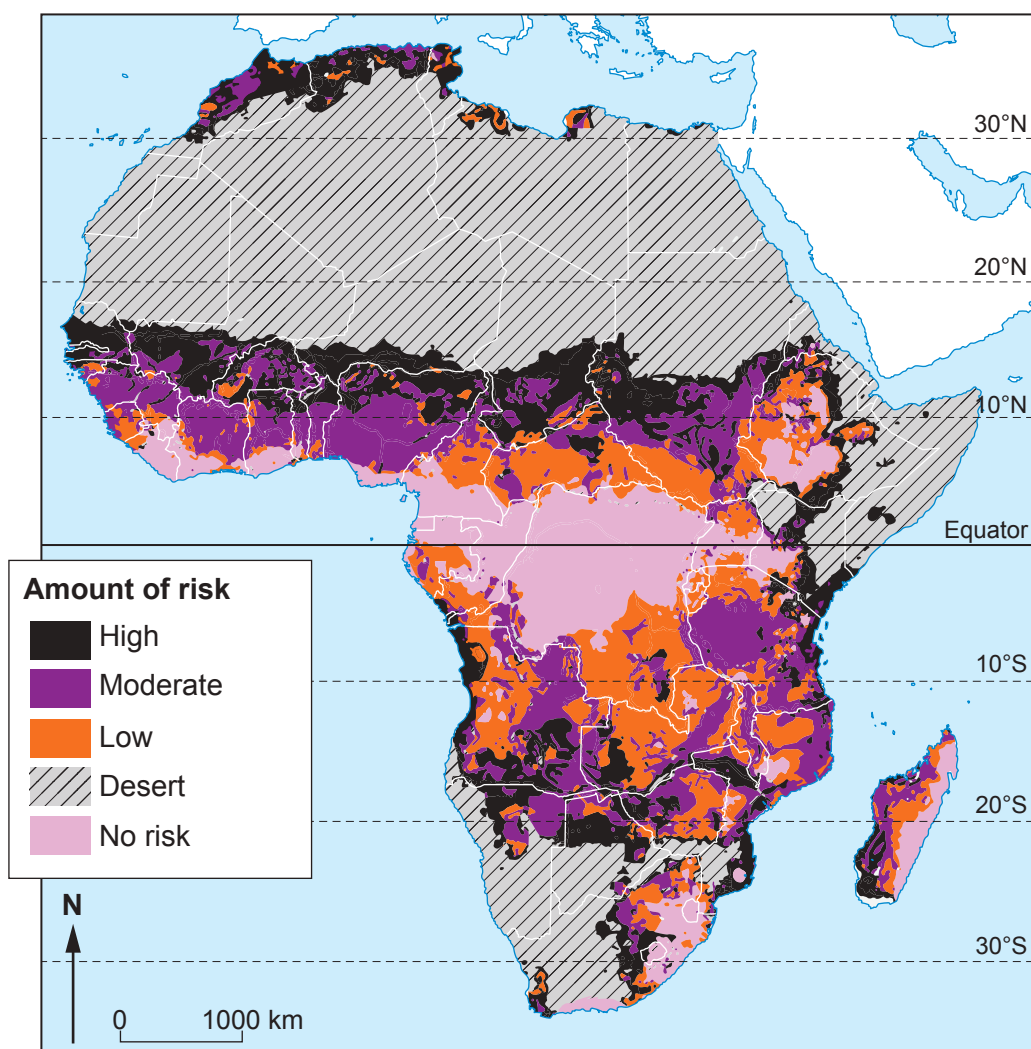 30°N
20°N
10°N
Equator
Amount of risk
High
Moderate
Low
Desert
No risk
10°S
20°S
30°S
N
0 1000 km